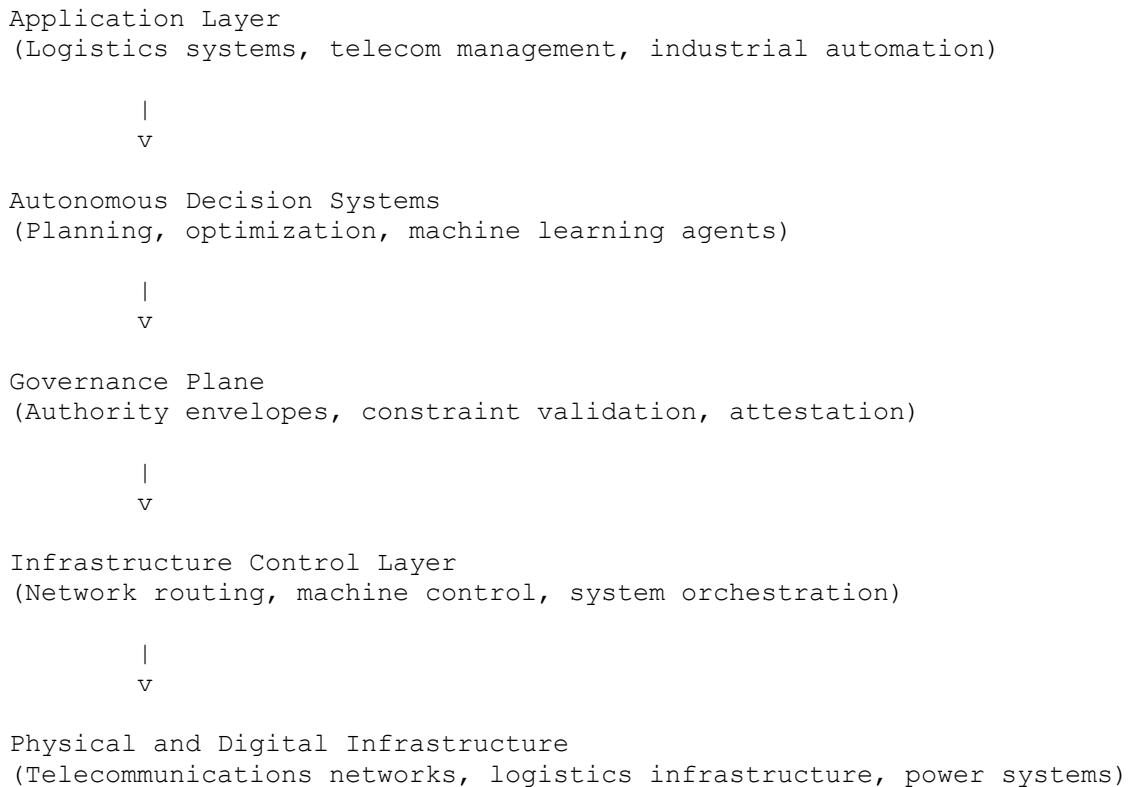 Application Layer
(Logistics systems, telecom management, industrial automation)
|
v
Autonomous Decision Systems
(Planning, optimization, machine learning agents)
|
v
Governance Plane
(Authority envelopes, constraint validation, attestation)
|
v
Infrastructure Control Layer
(Network routing, machine control, system orchestration)
|
v
Physical and Digital Infrastructure
(Telecommunications networks, logistics infrastructure, power systems)